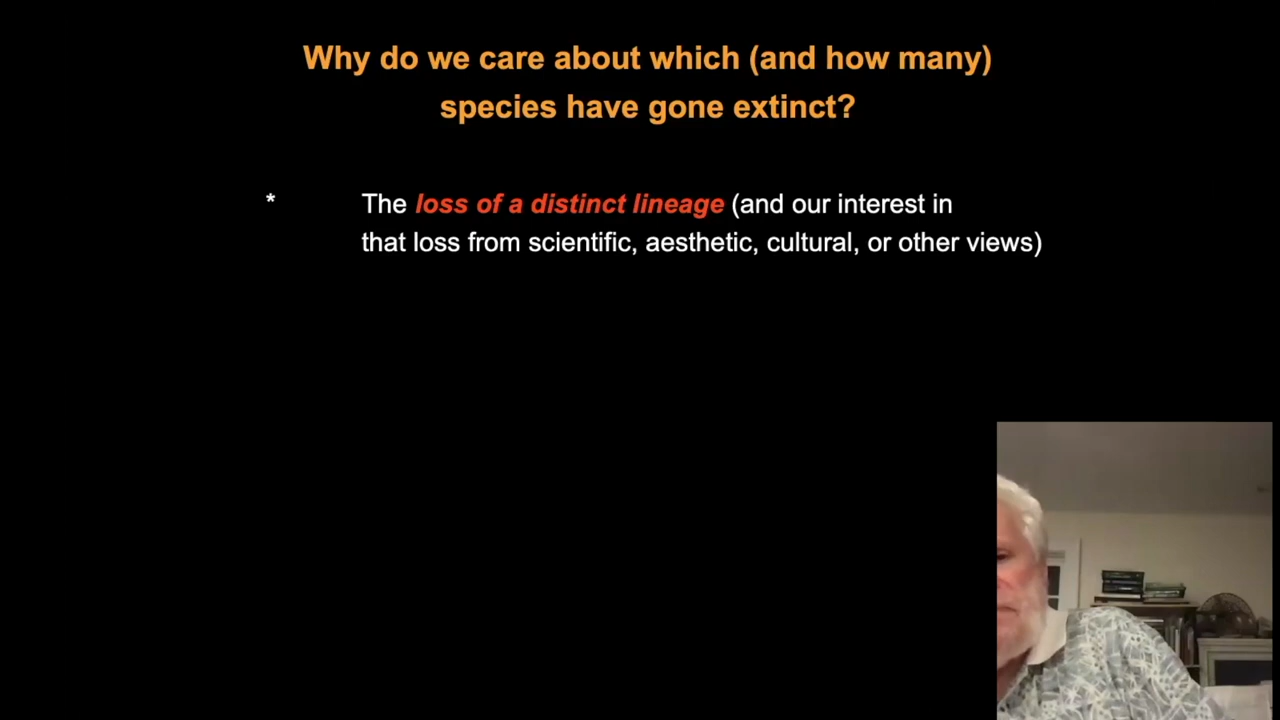 Why do we care about which (and how many)
species have gone extinct?
* The loss of a distinct lineage (and our interest in
that loss from scientific, aesthetic, cultural, or other views)